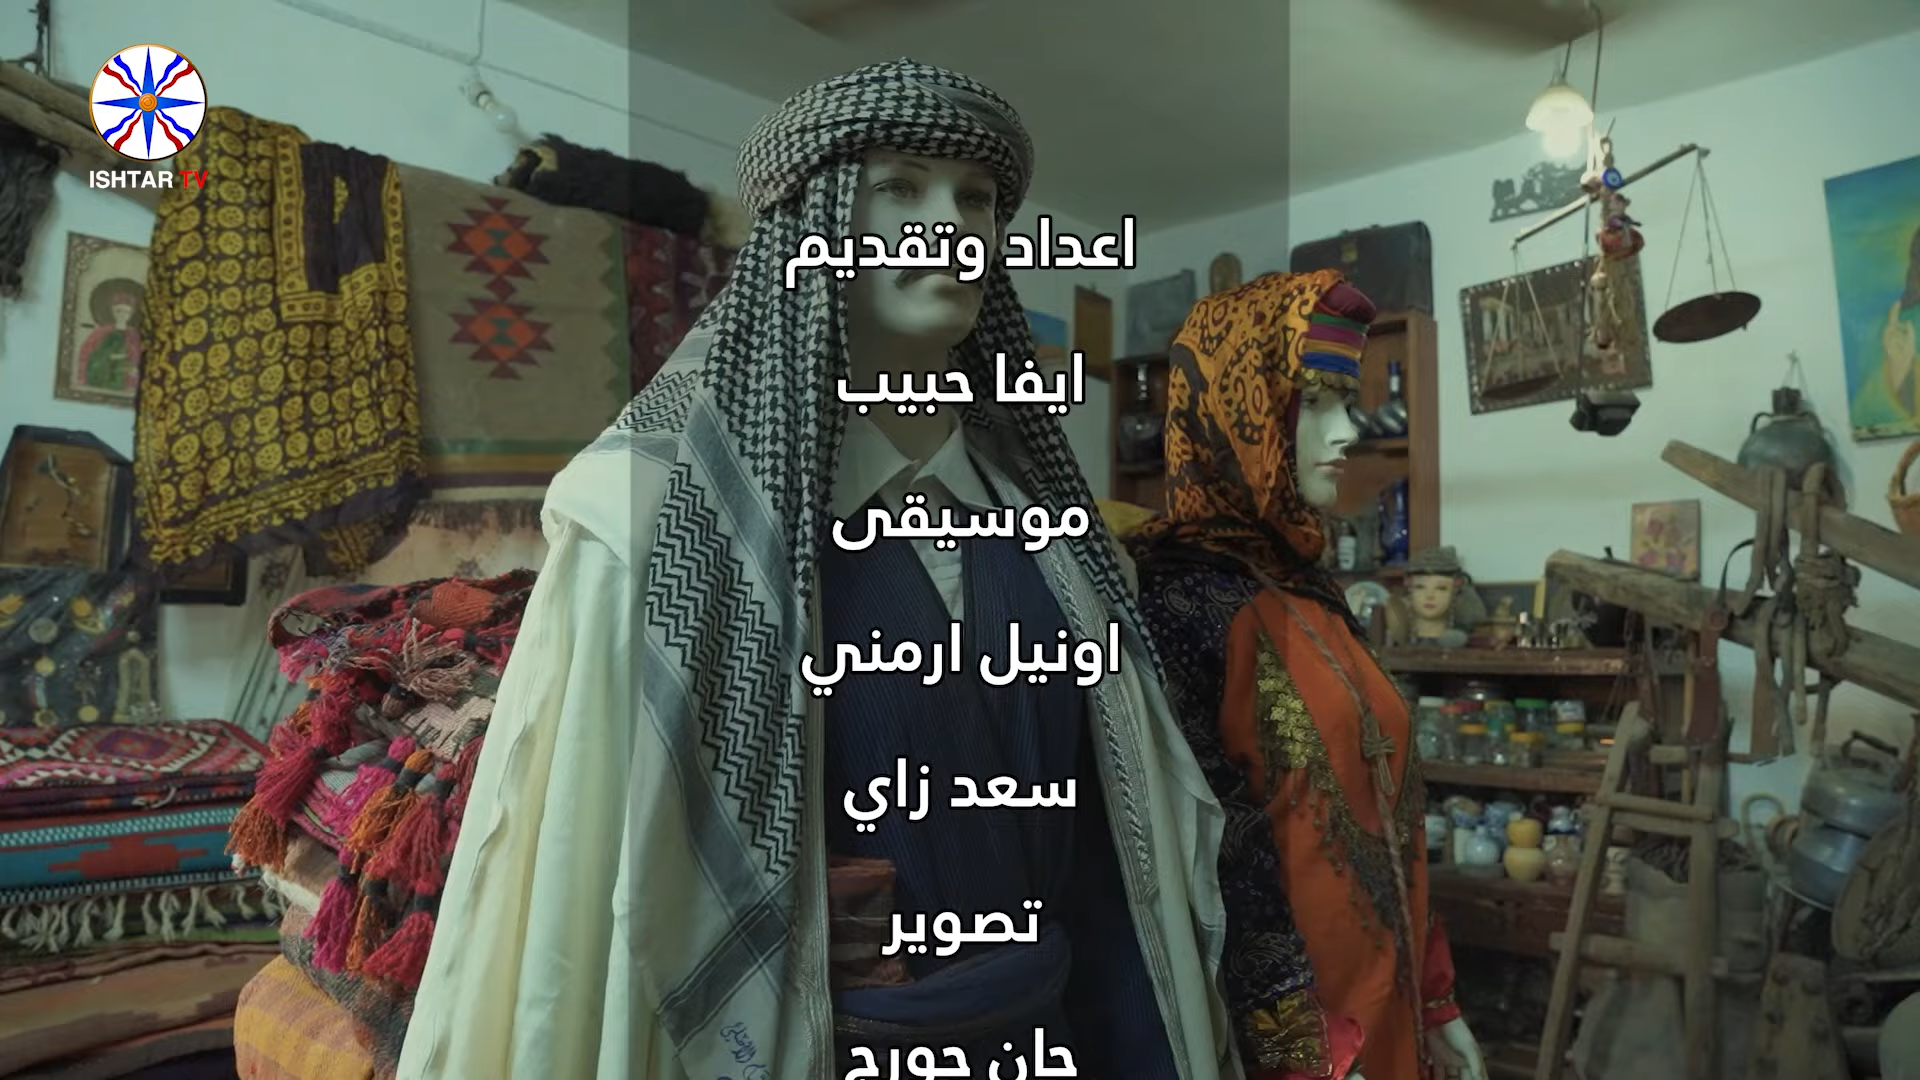 ISHTAR TV
اعداد وتقديم
ايفا حبيب
موسيقى
اونيل ارمني
سعد زاي
تصوير
جان جورج